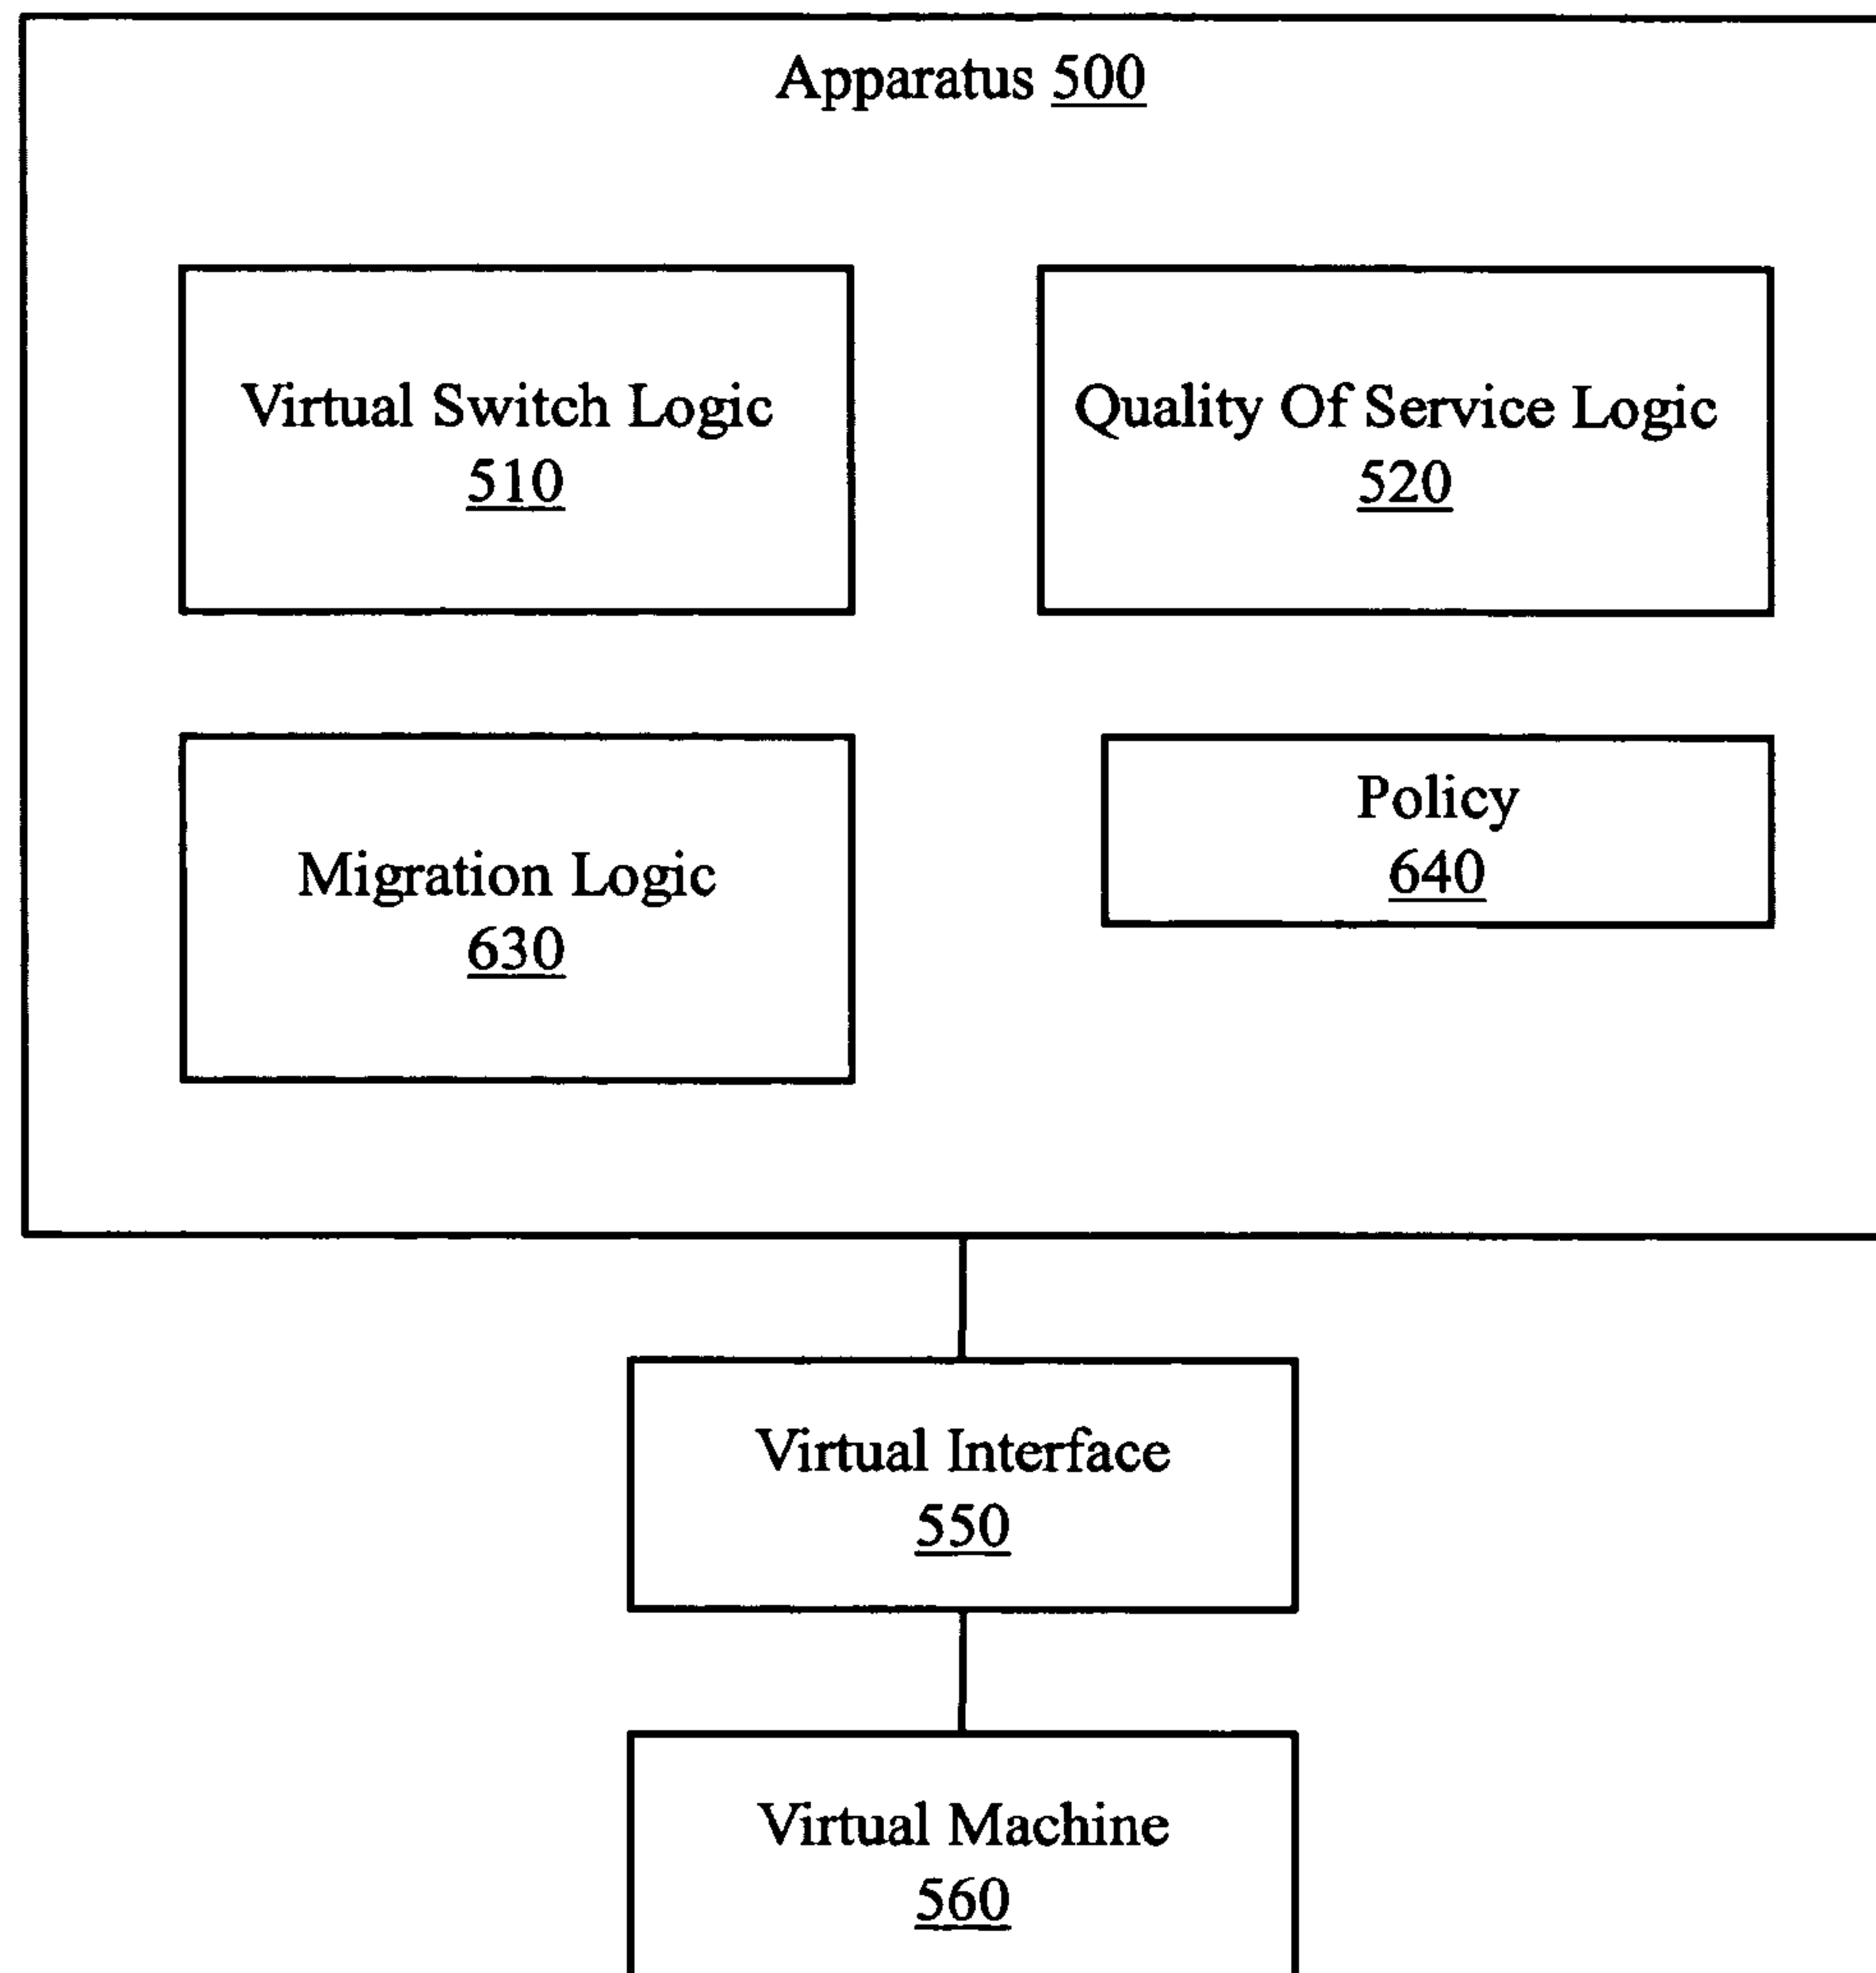 Apparatus 500
Virtual Switch Logic
510
Quality Of Service Logic
520
Migration Logic
630
Policy
640
Virtual Interface
550
Virtual Machine
560